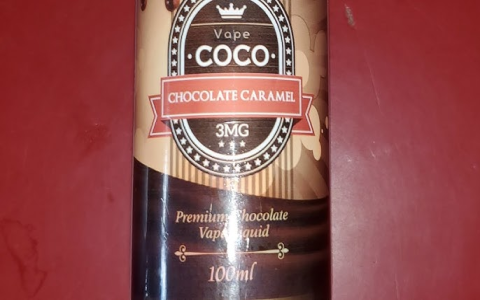 Vape
COCO
CHOCOLATE CARAMEL
3MG
Premium Chocolate
Vape Liquid
100ml